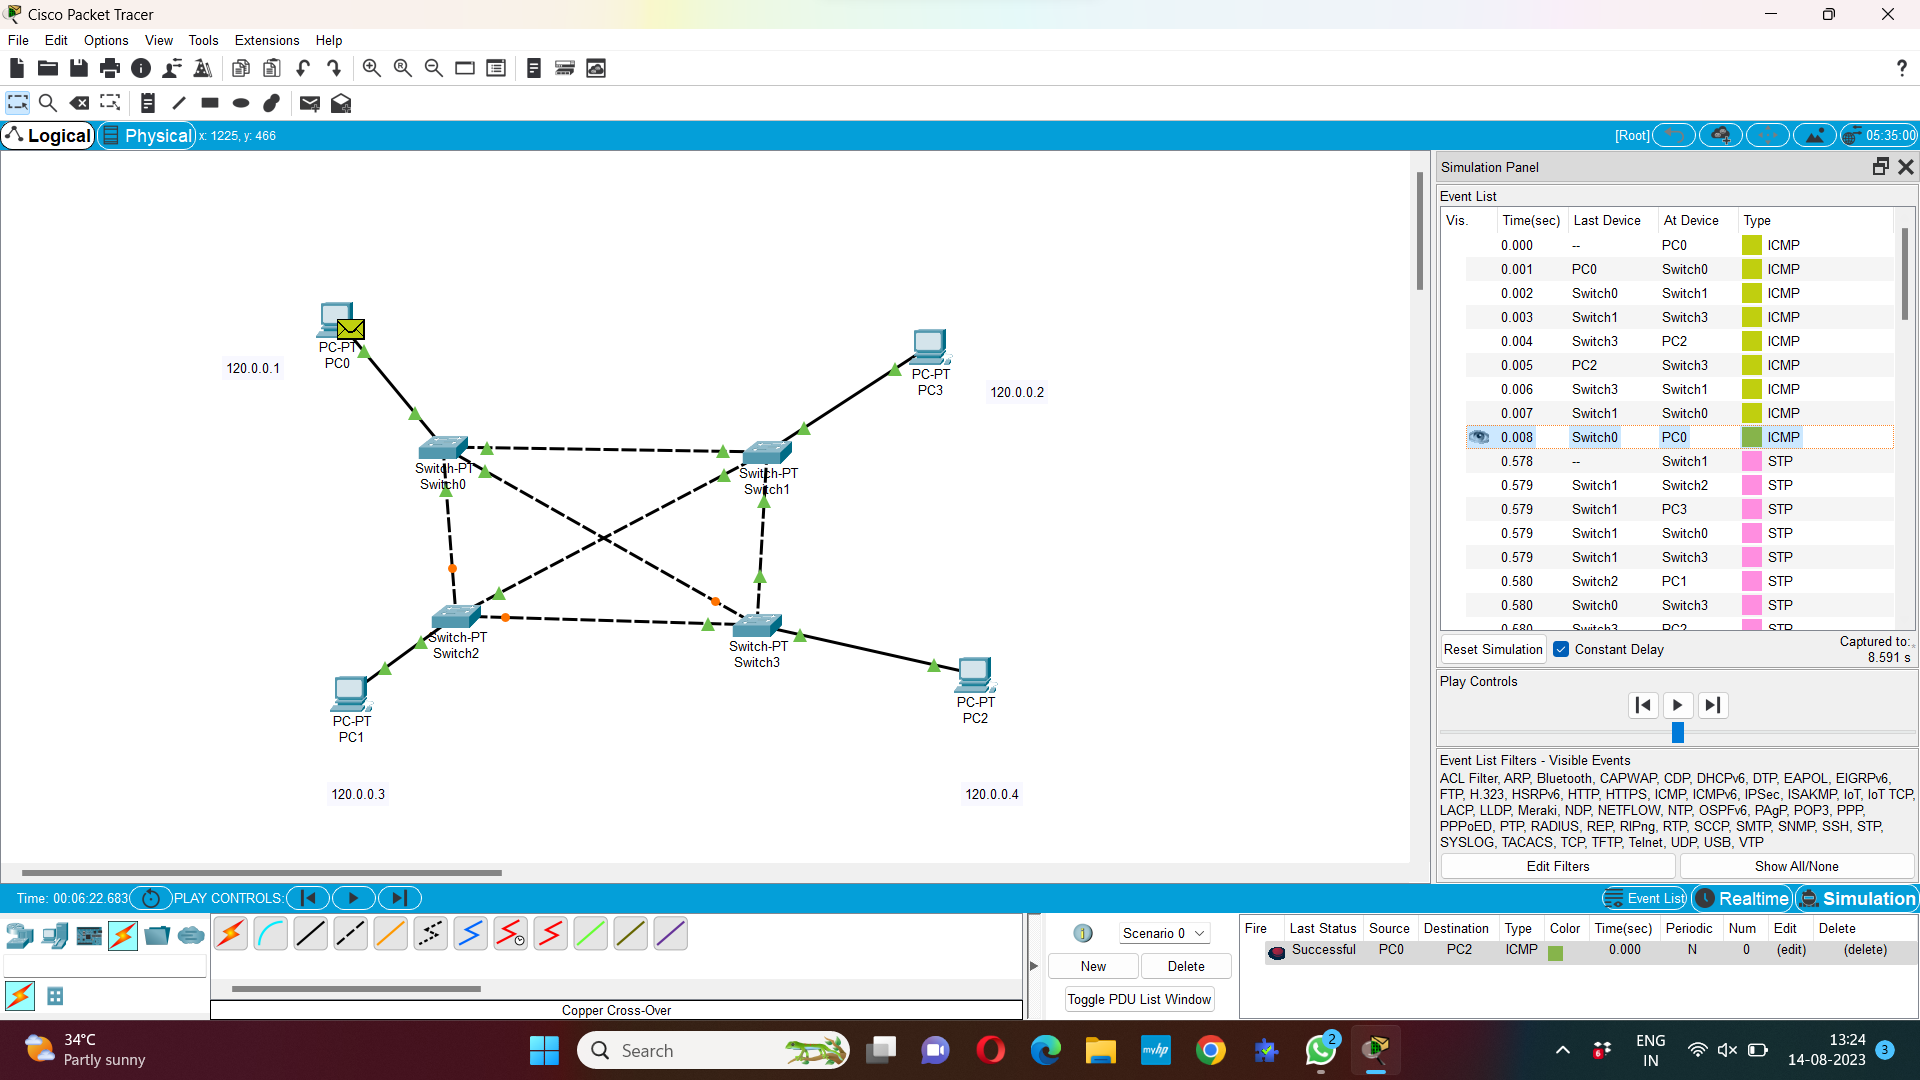 Cisco Packet Tracer
File Edit Options View Tools Extensions Help
Logical Physical x: 1225, y: 466 [Root] 05:35:00
PC-PT
PC0
120.0.0.1
PC-PT
PC3
120.0.0.2
Switch-PT
Switch0
Switch-PT
Switch1
Switch-PT
Switch2
Switch-PT
Switch3
PC-PT
PC1
PC-PT
PC2
120.0.0.3
120.0.0.4
Simulation Panel
Event List
Vis. Time(sec) Last Device At Device Type
0.000 -- PC0 ICMP
0.001 PC0 Switch0 ICMP
0.002 Switch0 Switch1 ICMP
0.003 Switch1 Switch3 ICMP
0.004 Switch3 PC2 ICMP
0.005 PC2 Switch3 ICMP
0.006 Switch3 Switch1 ICMP
0.007 Switch1 Switch0 ICMP
0.008 Switch0 PC0 ICMP
0.578 -- Switch1 STP
0.579 Switch1 Switch2 STP
0.579 Switch1 PC3 STP
0.579 Switch1 Switch0 STP
0.579 Switch1 Switch3 STP
0.580 Switch2 PC1 STP
0.580 Switch0 Switch3 STP
0.580 Switch3 PC2 STP
Reset Simulation Constant Delay Captured to:
8.591 s
Play Controls
Event List Filters - Visible Events
ACL Filter, ARP, Bluetooth, CAPWAP, CDP, DHCPv6, DTP, EAPOL, EIGRPv6,
FTP, H.323, HSRPv6, HTTP, HTTPS, ICMP, ICMPv6, IPSec, ISAKMP, IoT, IoT TCP,
LACP, LLDP, Meraki, NDP, NETFLOW, NTP, OSPFv6, PAgP, POP3, PPP,
PPPoED, PTP, RADIUS, REP, RIPng, RTP, SCCP, SMTP, SNMP, SSH, STP,
SYSLOG, TACACS, TCP, TFTP, Telnet, UDP, USB, VTP
Edit Filters Show All/None
Time: 00:06:22.683 PLAY CONTROLS: Event List Realtime Simulation
Copper Cross-Over
Scenario 0
New Delete
Toggle PDU List Window
Fire Last Status Source Destination Type Color Time(sec) Periodic Num Edit Delete
Successful PC0 PC2 ICMP 0.000 N 0 (edit) (delete)
34°C
Partly sunny
Search
myhp
2
6
ENG
IN
13:24
14-08-2023
3